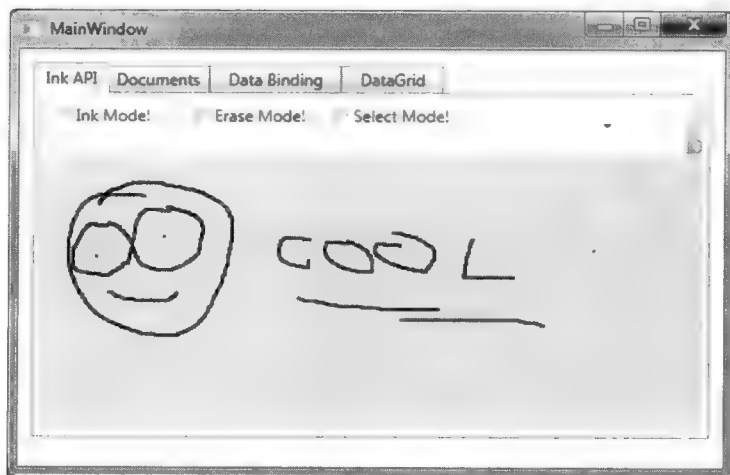 MainWindow
Ink API Documents Data Binding DataGrid
Ink Mode! Erase Mode! Select Mode!
COOL